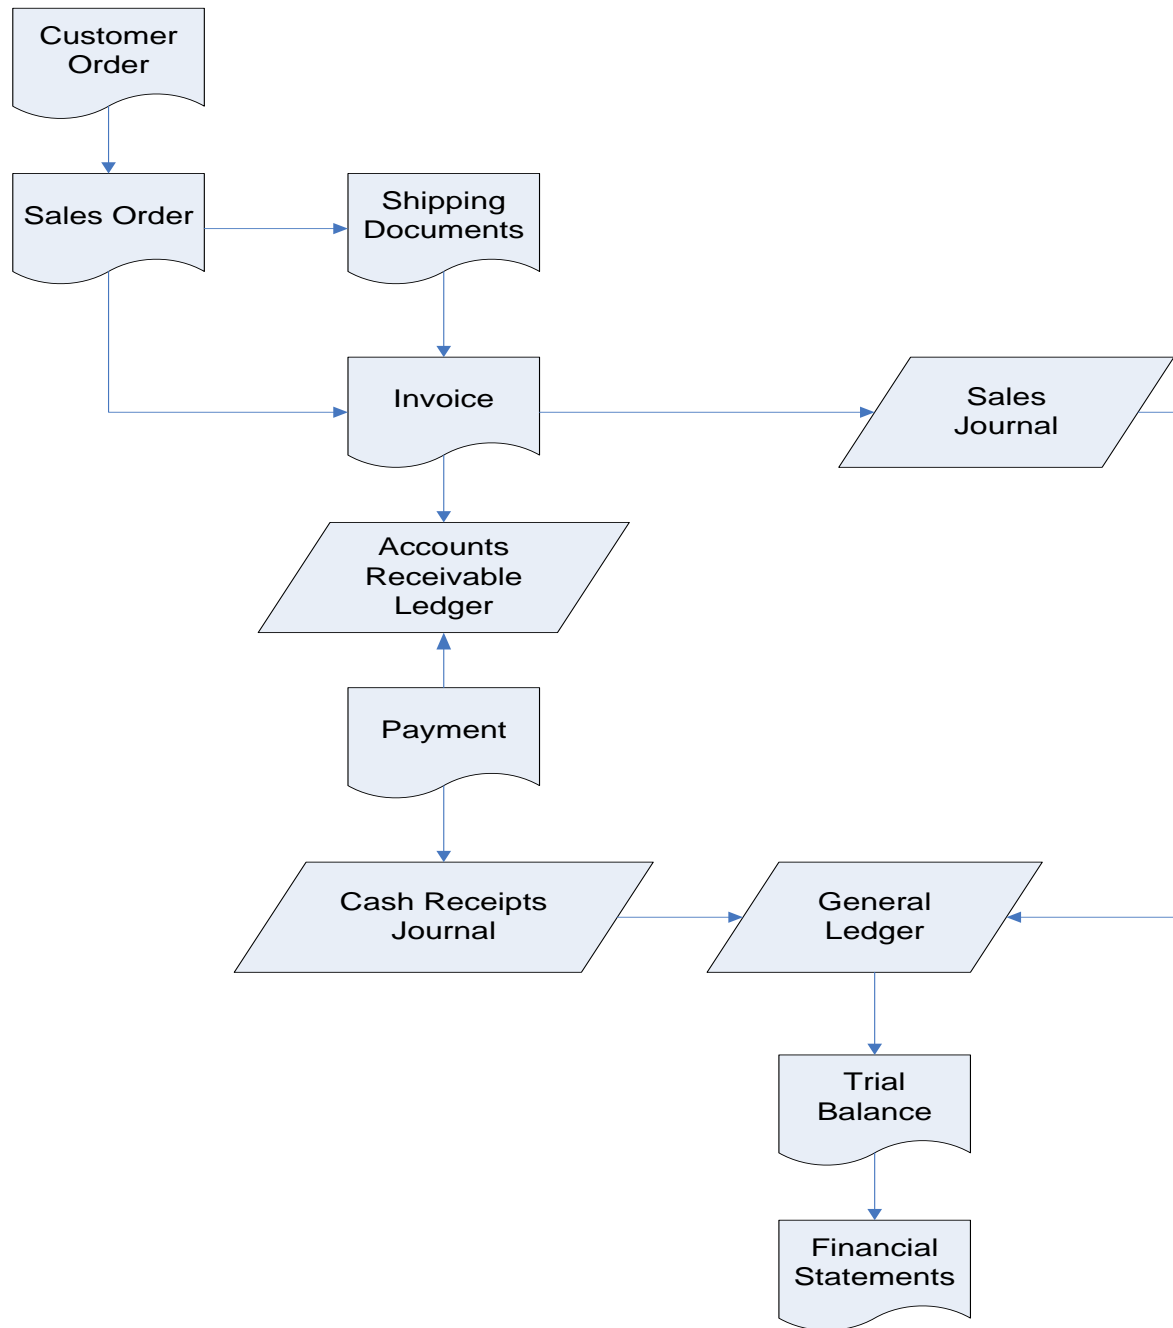 Customer
Order
Sales Order
Shipping
Documents
Invoice
Sales
Journal
Accounts
Receivable
Ledger
Payment
Cash Receipts
Journal
General
Ledger
Trial
Balance
Financial
Statements